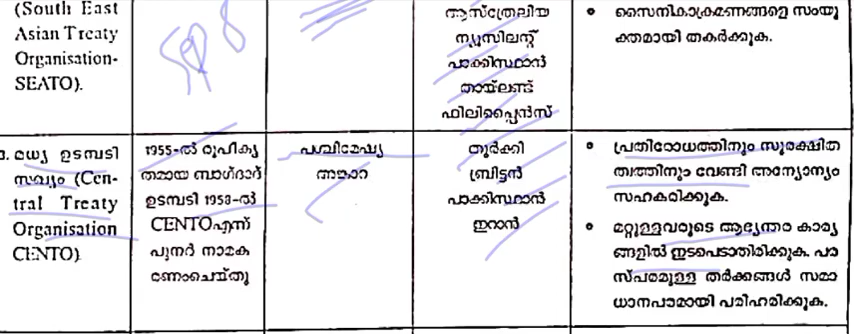 (South East
Asian Treaty
Organisation-
SEATO).
ആസ്ത്രേലിയ
ന്യൂസിലന്റ്
പാക്കിസ്ഥാൻ
തായ്ലണ്ട്
ഫിലിപ്പൈൻസ്
സൈനികാക്രമണങ്ങളെ സംയു
ക്തമായി തകർക്കുക.
മധ്യ ഉടമ്പടി
സഖ്യം (Cen-
tral Treaty
Organisation
CENTO)
1955-ൽ രൂപീകൃ
തമായ ബാഗ്ദാദ്
ഉടമ്പടി 1958-ൽ
CENTOഎന്ന്
പുനർ നാമക
രണംചെയ്തു
പശ്ചിമേഷ്യ
അങ്കാറ
തുർക്കി
ബ്രിട്ടൻ
പാക്കിസ്ഥാൻ
ഇറാൻ
പ്രതിരോധത്തിനും സുരക്ഷിത
ത്വത്തിനും വേണ്ടി അന്യോന്യം
സഹകരിക്കുക.
മറ്റുള്ളവരുടെ ആഭ്യന്തര കാര്യ
ങ്ങളിൽ ഇടപെടാതിരിക്കുക. പര
സ്പരമുള്ള തർക്കങ്ങൾ സമാ
ധാനപരമായി പരിഹരിക്കുക.